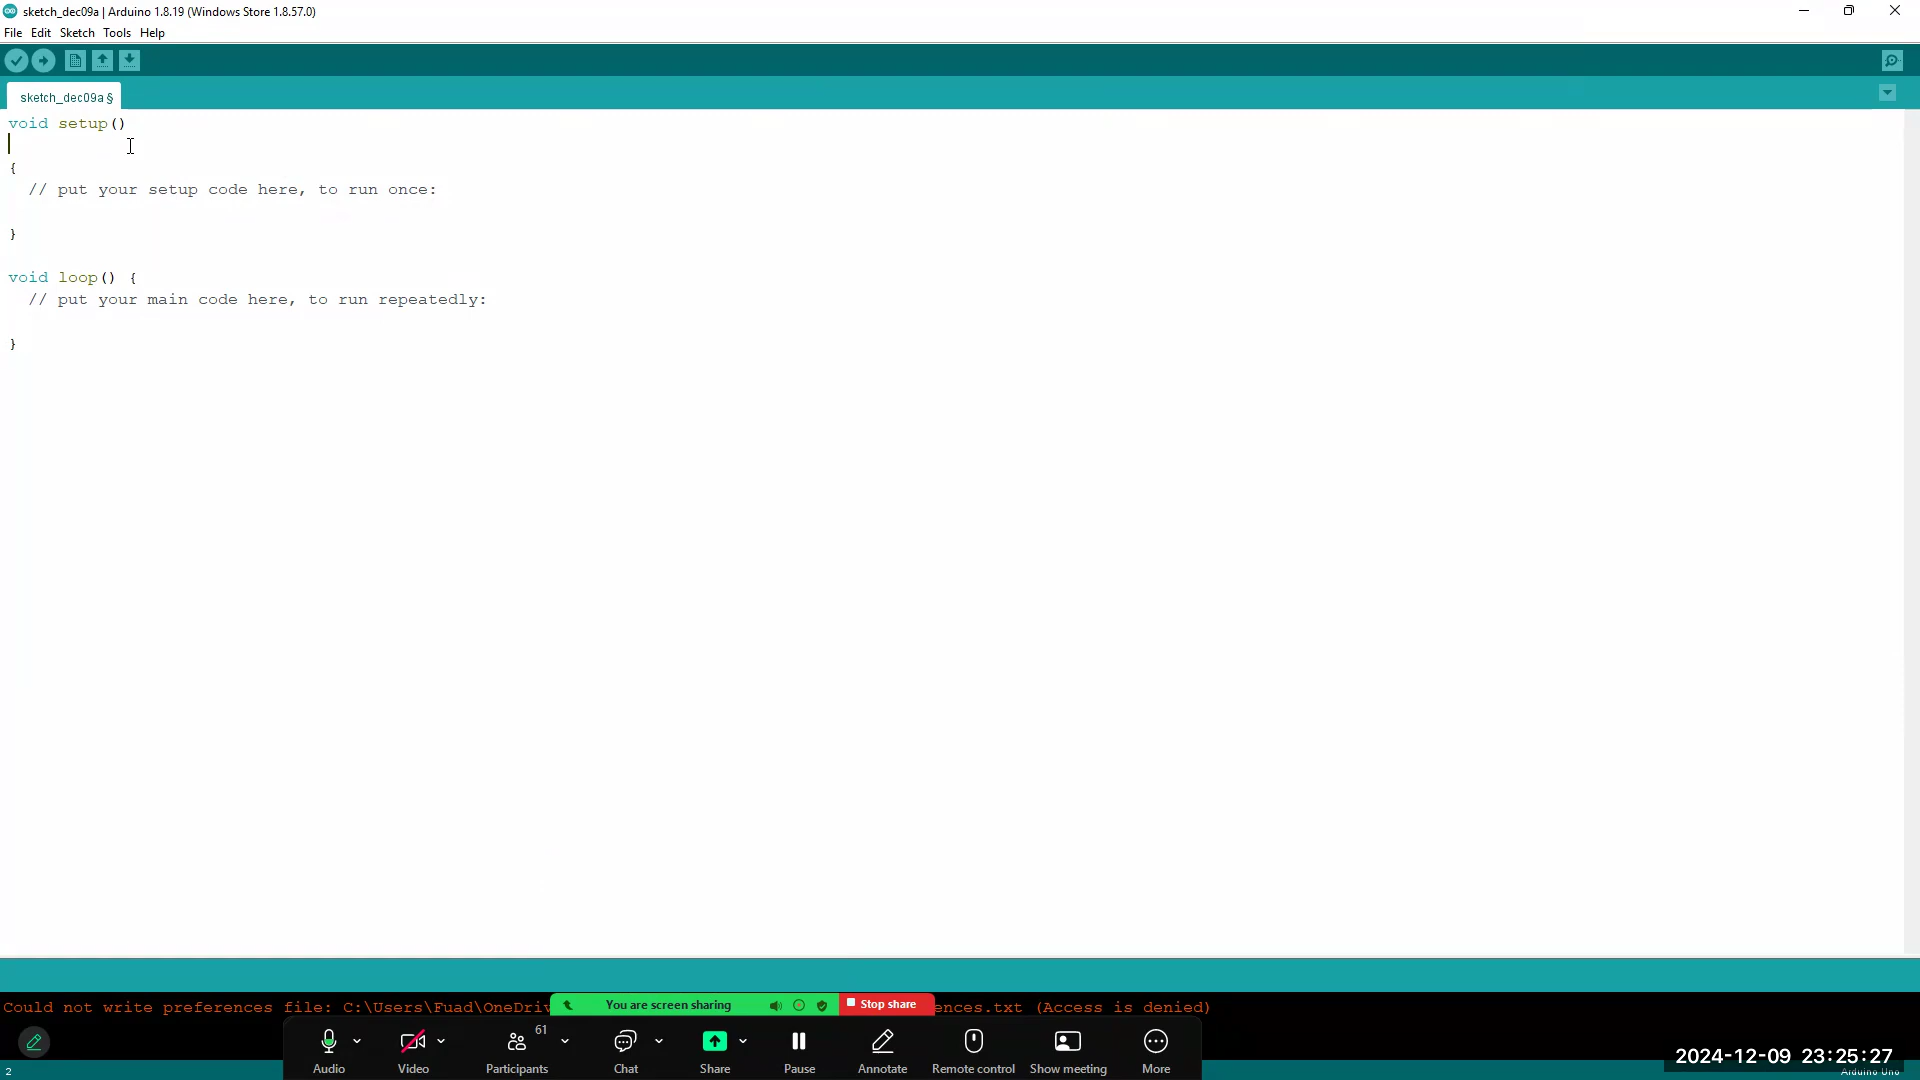 sketch_dec09a | Arduino 1.8.19 (Windows Store 1.8.57.0)
File Edit Sketch Tools Help
sketch_dec09a §
void setup()
{
// put your setup code here, to run once:
}
void loop() {
// put your main code here, to run repeatedly:
}
Could not write preferences file: C:\Users\Fuad\OneDriv
You are screen sharing
Stop share
ences.txt (Access is denied)
61
Audio
Video
Participants
Chat
Share
Pause
Annotate
Remote control
Show meeting
More
2024-12-09 23:25:27
2
Arduino Uno